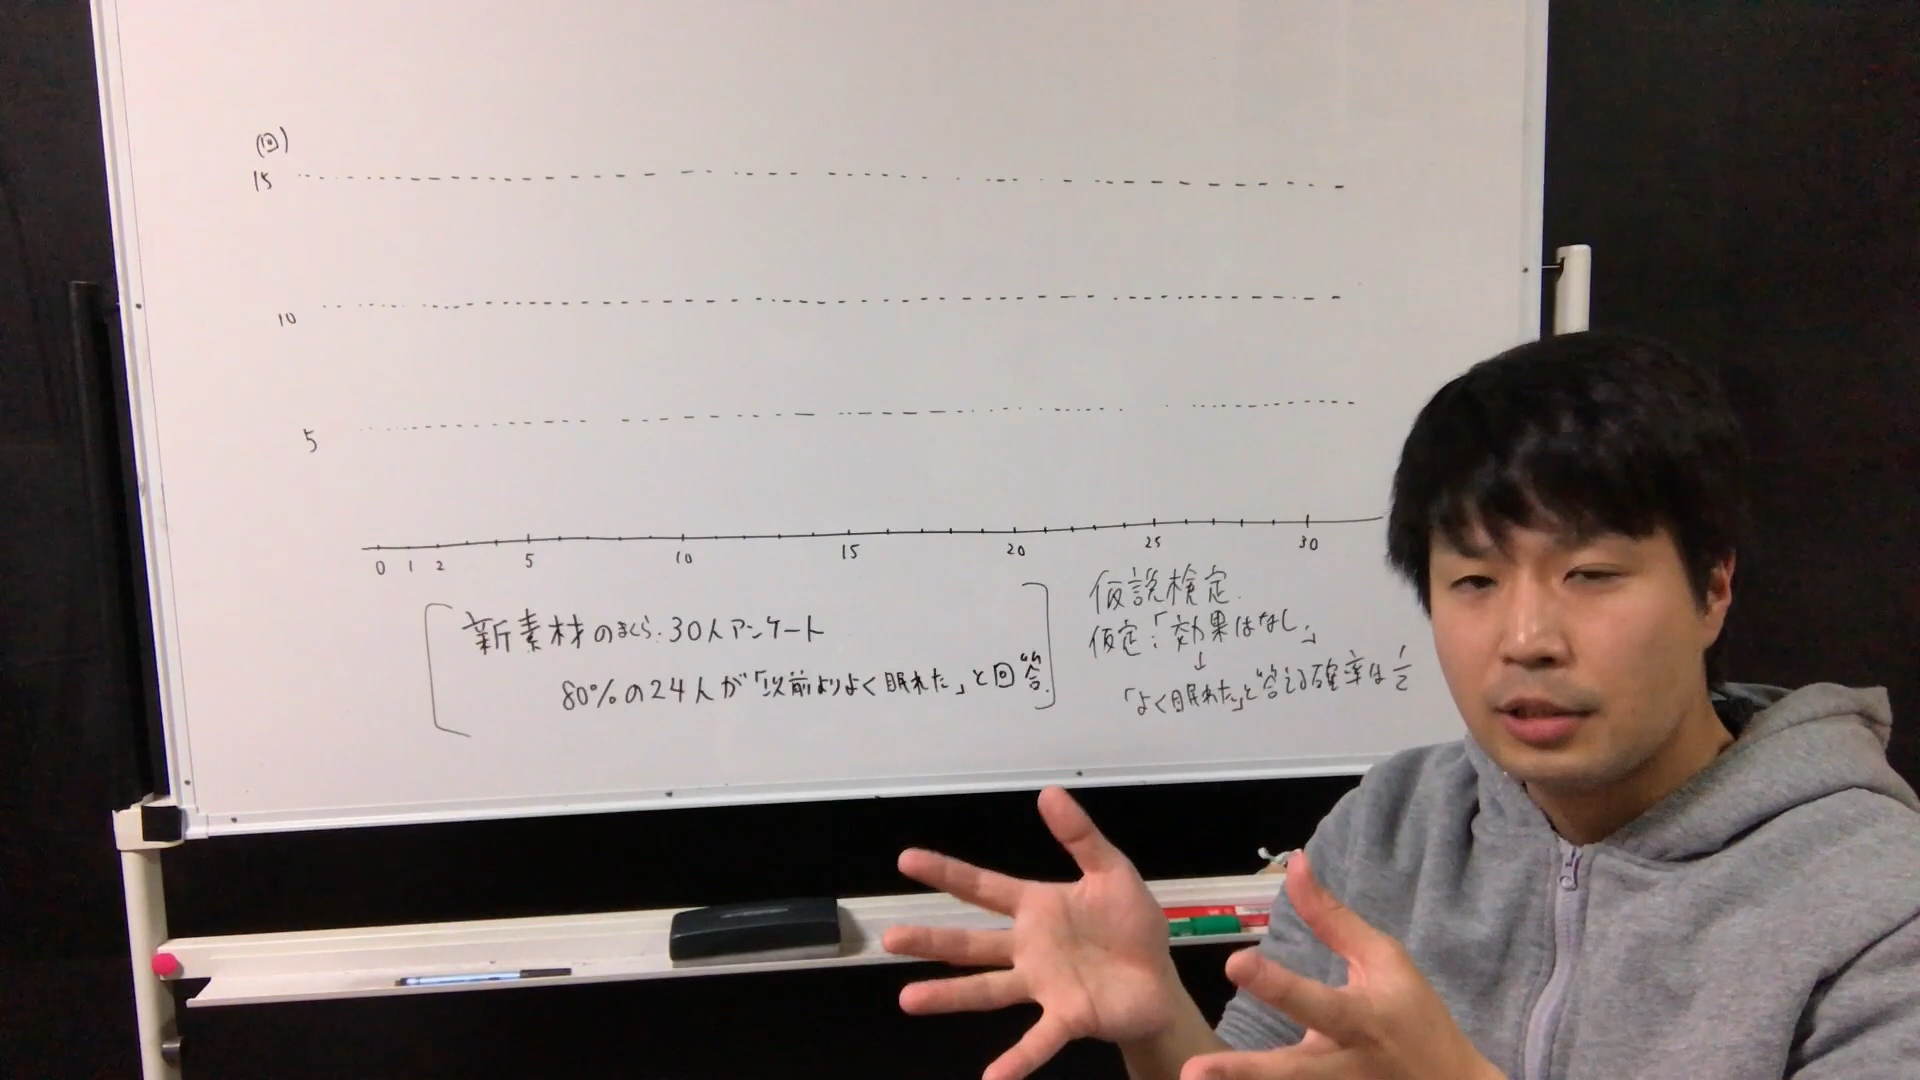 (回)
15
10
5
0 1 2 5 10 15 20 25 30
新素材のまくら.30人アンケート
80%の24人が「以前よりよく眠れた」と回答.
仮説検定.
仮定:「効果はなし」
↓
「よく眠れた」と答える確率は1/2